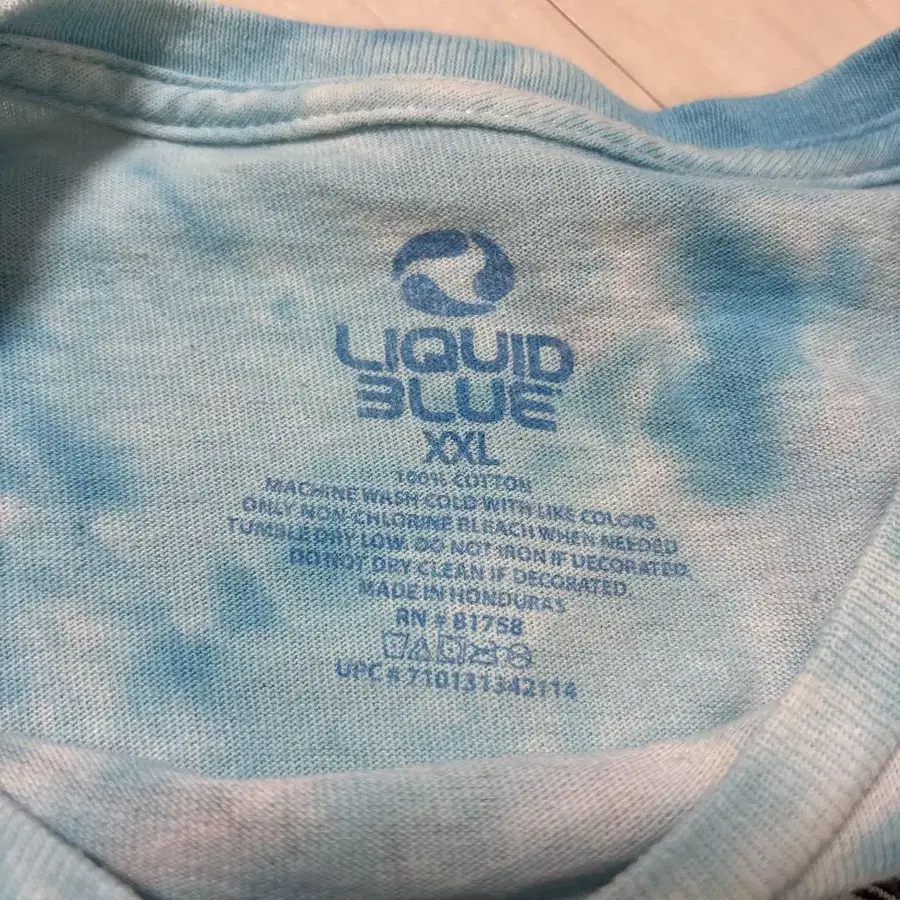 LIQUID
BLUE
XXL
100% COTTON
MACHINE WASH COLD WITH LIKE COLORS
ONLY NON-CHLORINE BLEACH WHEN NEEDED
TUMBLE DRY LOW. DO NOT IRON IF DECORATED.
DO NOT DRY CLEAN IF DECORATED.
MADE IN HONDURAS
RN # 81758
UPC # 710131342114